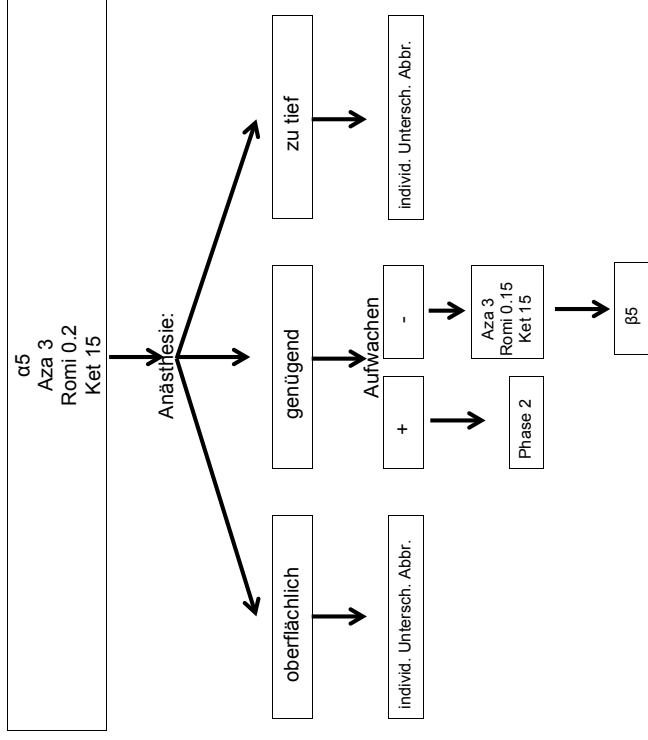 α5
Aza 3
Romi 0.2
Ket 15
Anästhesie:
oberflächlich
genügend
zu tief
individ. Untersch. Abbr.
Aufwachen
individ. Untersch. Abbr.
+
-
Phase 2
Aza 3
Romi 0.15
Ket 15
β5